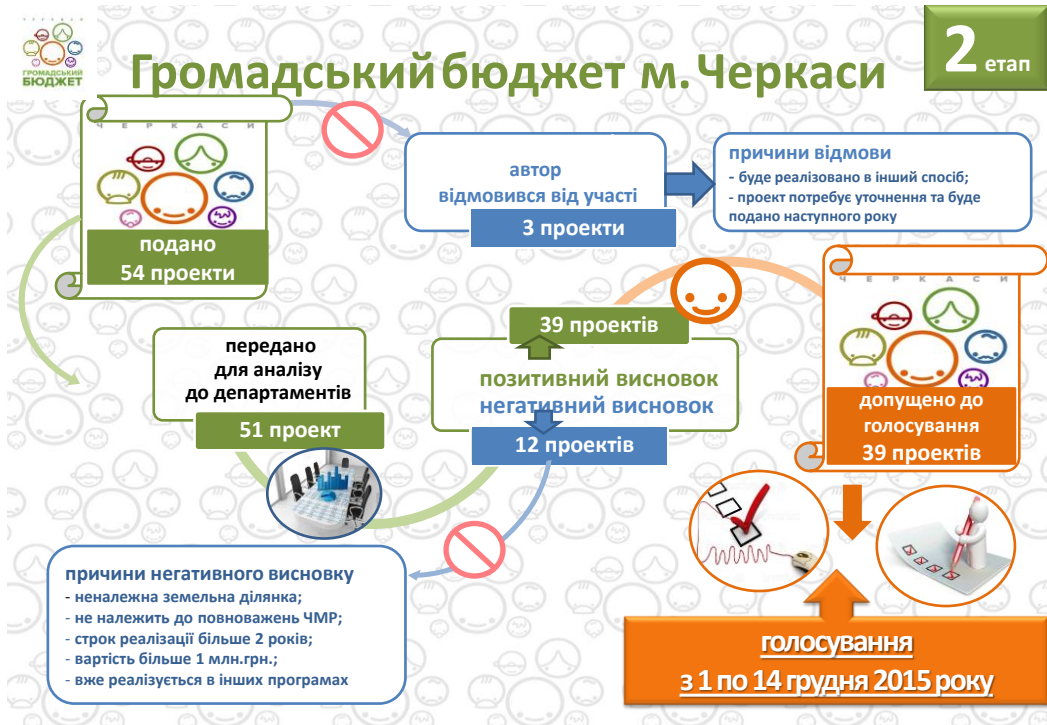 ЧЕРКАСИ
ГРОМАДСЬКИЙ
БЮДЖЕТ
Громадський бюджет м. Черкаси
2 етап
ЧЕРКАСИ
подано
54 проекти
автор
відмовився від участі
3 проекти
причини відмови
- буде реалізовано в інший спосіб;
- проект потребує уточнення та буде
подано наступного року
передано
для аналізу
до департаментів
51 проект
39 проектів
позитивний висновок
негативний висновок
12 проектів
ЧЕРКАСИ
допущено до
голосування
39 проектів
причини негативного висновку
- неналежна земельна ділянка;
- не належить до повноважень ЧМР;
- строк реалізації більше 2 років;
- вартість більше 1 млн.грн.;
- вже реалізується в інших програмах
голосування
з 1 по 14 грудня 2015 року